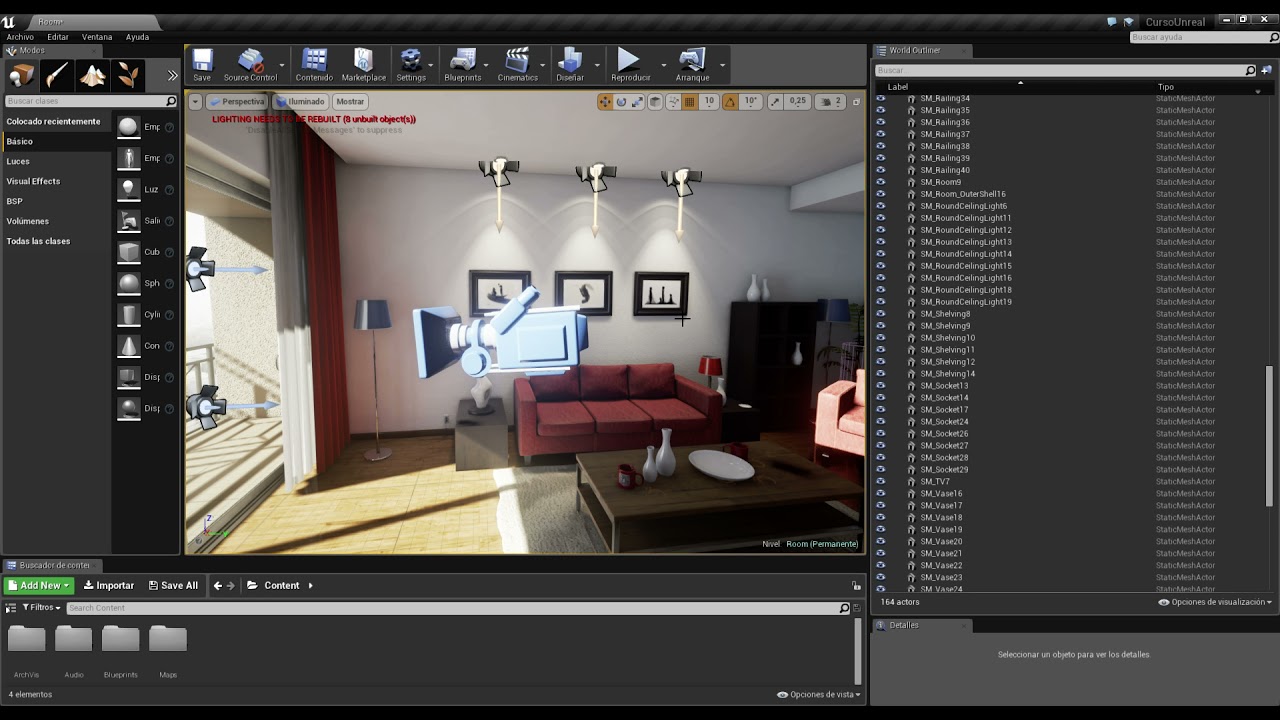 Room*
CursoUnreal
Archivo Editar Ventana Ayuda
Buscar ayuda
Modes
Buscar clases
Colocado recientemente
Básico
Luces
Visual Effects
BSP
Volúmenes
Todas las clases
Emp
Emp
Luz
Sali
Cub
Sph
Cyli
Con
Disp
Disp
Save
Source Control
Contenido
Marketplace
Settings
Blueprints
Cinematics
Diseñar
Reproducir
Arranque
Perspectiva
Iluminado
Mostrar
10
10°
0,25
2
LIGHTING NEEDS TO BE REBUILT (8 unbuilt object(s))
Messages' to suppress
Z
Nivel: Room (Permanente)
World Outliner
Buscar
Label Tipo
SM_Railing34 StaticMeshActor
SM_Railing35 StaticMeshActor
SM_Railing36 StaticMeshActor
SM_Railing37 StaticMeshActor
SM_Railing38 StaticMeshActor
SM_Railing39 StaticMeshActor
SM_Railing40 StaticMeshActor
SM_Room9 StaticMeshActor
SM_Room_OuterShell16 StaticMeshActor
SM_RoundCeilingLight6 StaticMeshActor
SM_RoundCeilingLight11 StaticMeshActor
SM_RoundCeilingLight12 StaticMeshActor
SM_RoundCeilingLight13 StaticMeshActor
SM_RoundCeilingLight14 StaticMeshActor
SM_RoundCeilingLight15 StaticMeshActor
SM_RoundCeilingLight16 StaticMeshActor
SM_RoundCeilingLight18 StaticMeshActor
SM_RoundCeilingLight19 StaticMeshActor
SM_Shelving8 StaticMeshActor
SM_Shelving9 StaticMeshActor
SM_Shelving10 StaticMeshActor
SM_Shelving11 StaticMeshActor
SM_Shelving12 StaticMeshActor
SM_Shelving14 StaticMeshActor
SM_Socket13 StaticMeshActor
SM_Socket14 StaticMeshActor
SM_Socket17 StaticMeshActor
SM_Socket24 StaticMeshActor
SM_Socket26 StaticMeshActor
SM_Socket27 StaticMeshActor
SM_Socket28 StaticMeshActor
SM_Socket29 StaticMeshActor
SM_TV7 StaticMeshActor
SM_Vase16 StaticMeshActor
SM_Vase17 StaticMeshActor
SM_Vase18 StaticMeshActor
SM_Vase19 StaticMeshActor
SM_Vase20 StaticMeshActor
SM_Vase21 StaticMeshActor
SM_Vase22 StaticMeshActor
SM_Vase23 StaticMeshActor
SM_Vase24 StaticMeshActor
164 actors
Opciones de visualización
Detalles
Seleccionar un objeto para ver los detalles.
Buscador de conter
Add New Importar Save All Content
Filtros Search Content
ArchVis Audio Blueprints Maps
4 elementos
Opciones de vista